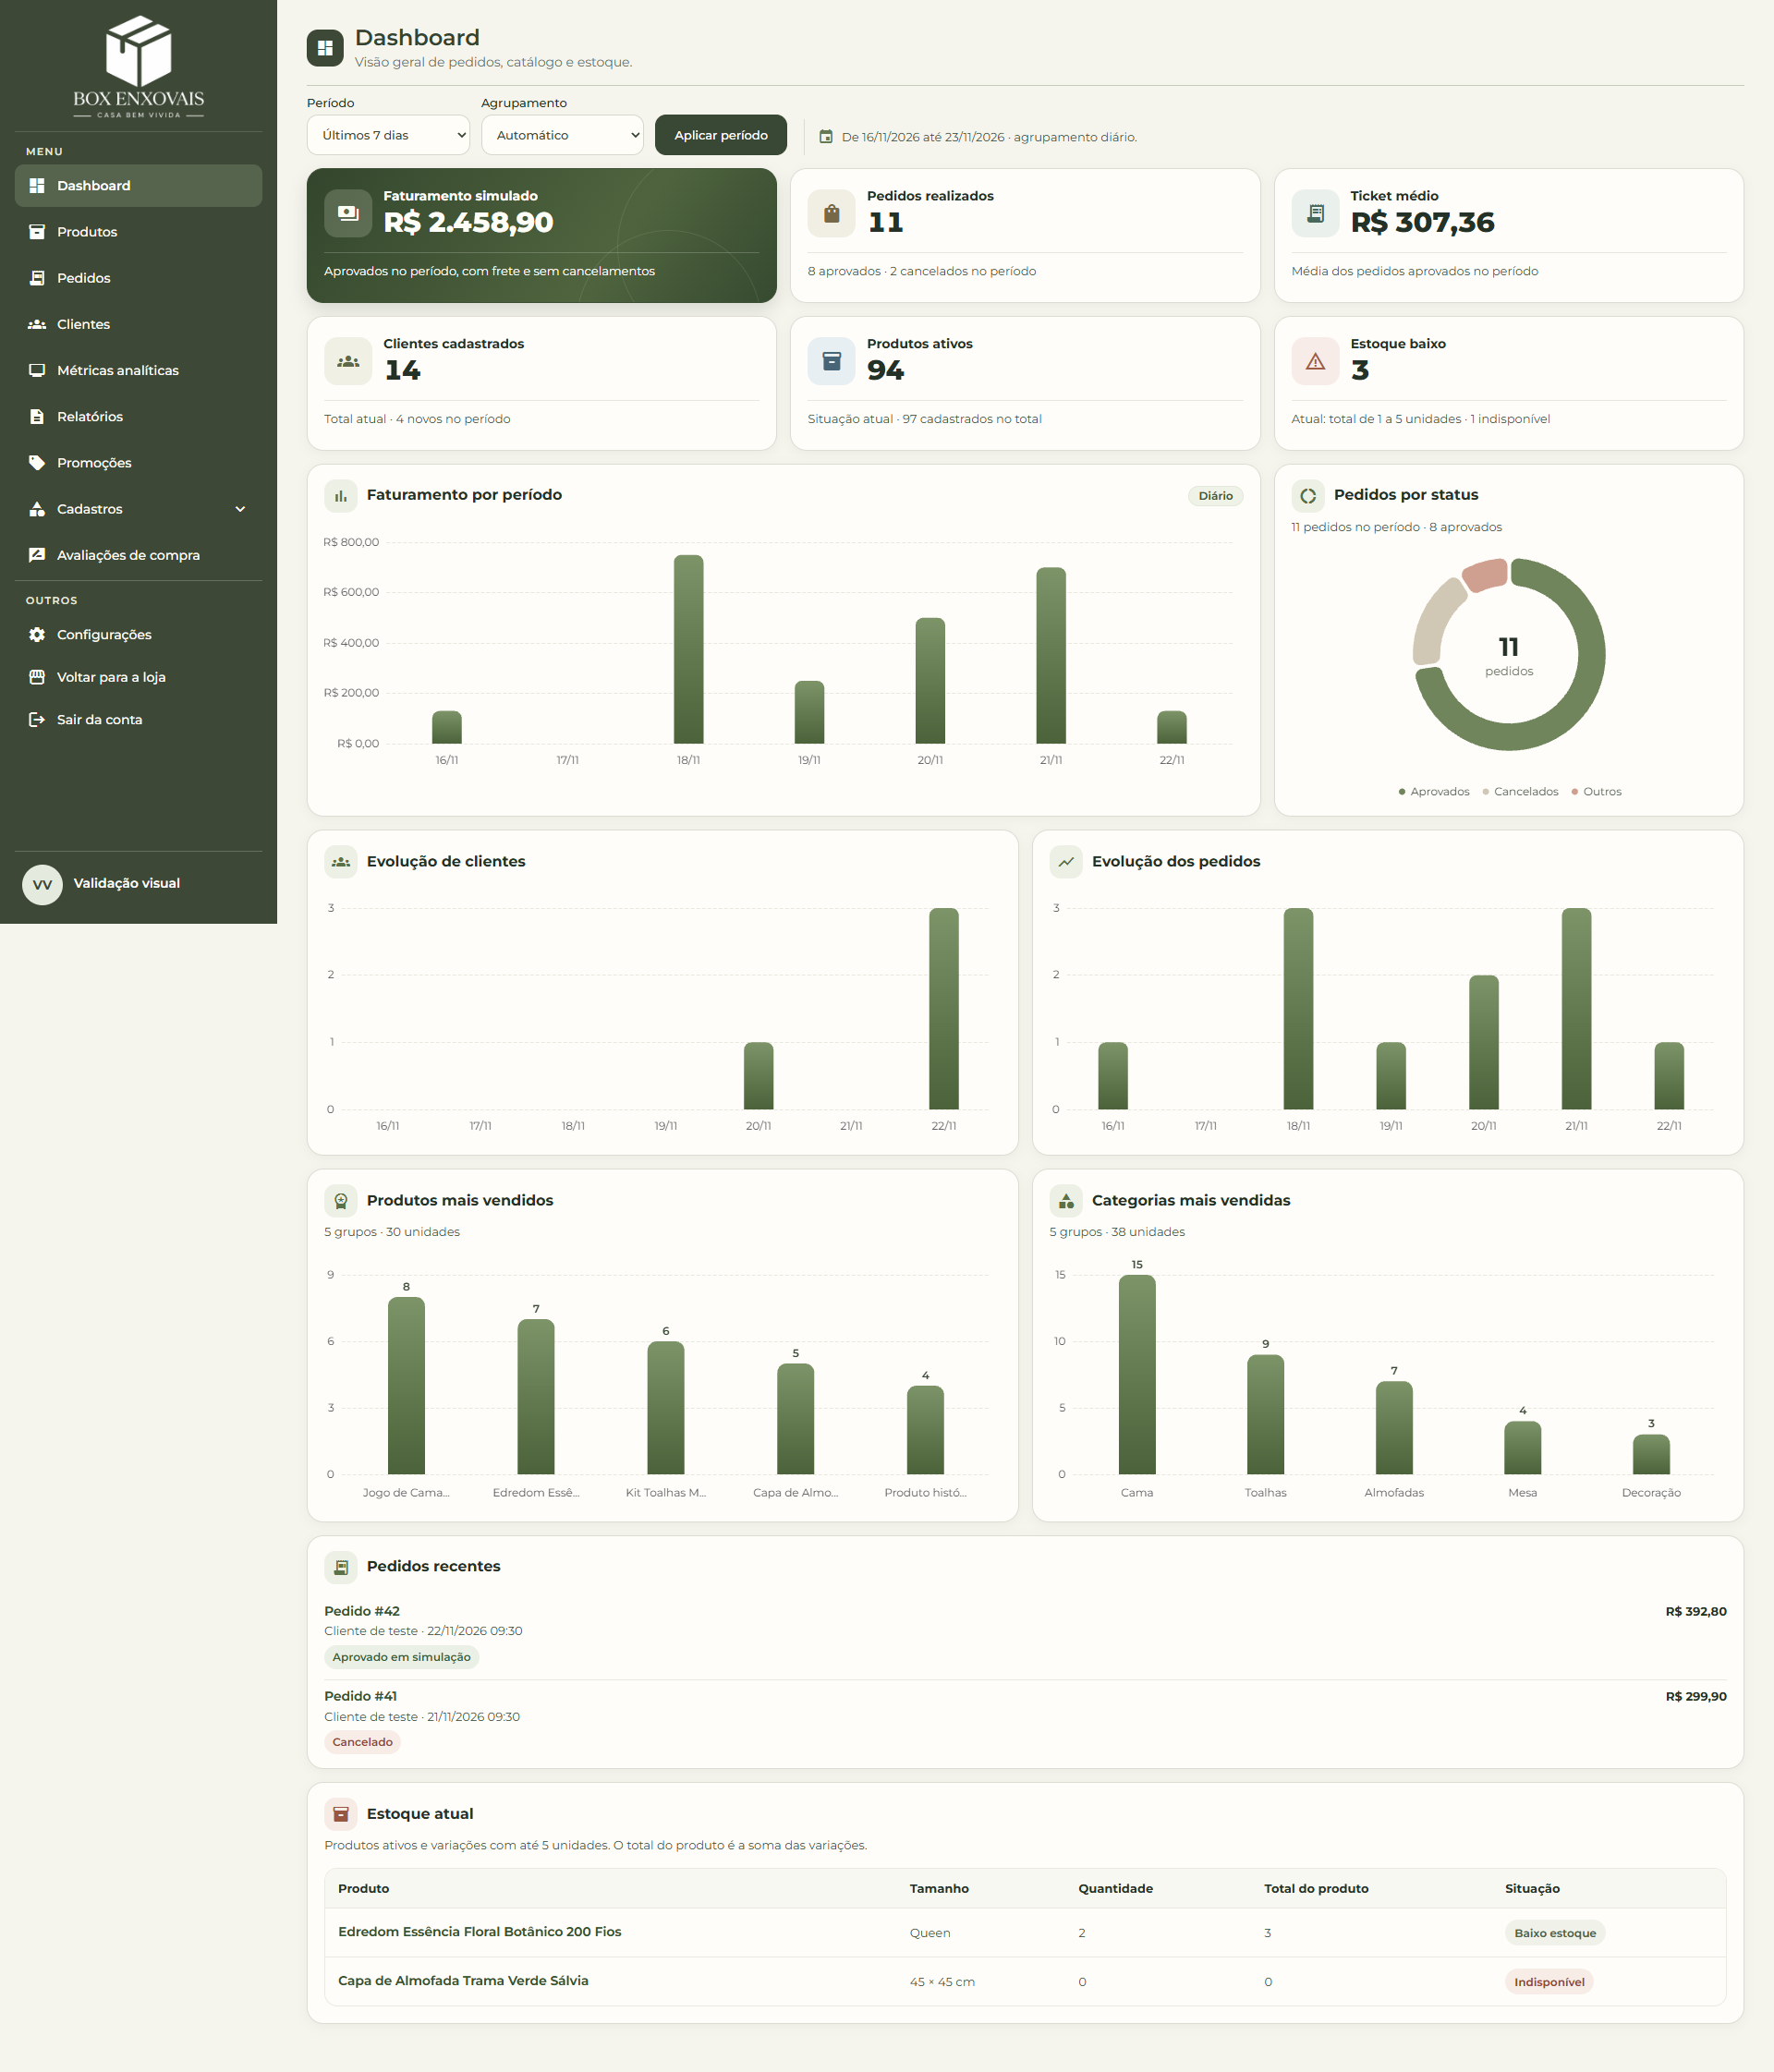 BOX ENXOVAIS
CASA BEM VIVIDA
MENU
Dashboard
Produtos
Pedidos
Clientes
Métricas analíticas
Relatórios
Promoções
Cadastros
Avaliações de compra
OUTROS
Configurações
Voltar para a loja
Sair da conta
VV
Validação visual
Dashboard
Visão geral de pedidos, catálogo e estoque.
Período
Agrupamento
Últimos 7 dias
Automático
Aplicar período
De 16/11/2026 até 23/11/2026 · agrupamento diário.
Faturamento simulado
R$ 2.458,90
Aprovados no período, com frete e sem cancelamentos
Pedidos realizados
11
8 aprovados · 2 cancelados no período
Ticket médio
R$ 307,36
Média dos pedidos aprovados no período
Clientes cadastrados
14
Total atual · 4 novos no período
Produtos ativos
94
Situação atual · 97 cadastrados no total
Estoque baixo
3
Atual: total de 1 a 5 unidades · 1 indisponível
Faturamento por período
Diário
R$ 800,00
R$ 600,00
R$ 400,00
R$ 200,00
R$ 0,00
16/11 17/11 18/11 19/11 20/11 21/11 22/11
Pedidos por status
11 pedidos no período · 8 aprovados
11
pedidos
Aprovados Cancelados Outros
Evolução de clientes
3
2
1
0
16/11 17/11 18/11 19/11 20/11 21/11 22/11
Evolução dos pedidos
3
2
1
0
16/11 17/11 18/11 19/11 20/11 21/11 22/11
Produtos mais vendidos
5 grupos · 30 unidades
9
6
3
0
8 7 6 5 4
Jogo de Cama... Edredom Essê... Kit Toalhas M... Capa de Almo... Produto histó...
Categorias mais vendidas
5 grupos · 38 unidades
15
10
5
0
15 9 7 4 3
Cama Toalhas Almofadas Mesa Decoração
Pedidos recentes
Pedido #42 R$ 392,80
Cliente de teste · 22/11/2026 09:30
Aprovado em simulação
Pedido #41 R$ 299,90
Cliente de teste · 21/11/2026 09:30
Cancelado
Estoque atual
Produtos ativos e variações com até 5 unidades. O total do produto é a soma das variações.
Produto Tamanho Quantidade Total do produto Situação
Edredom Essência Floral Botânico 200 Fios Queen 2 3 Baixo estoque
Capa de Almofada Trama Verde Sálvia 45 × 45 cm 0 0 Indisponível